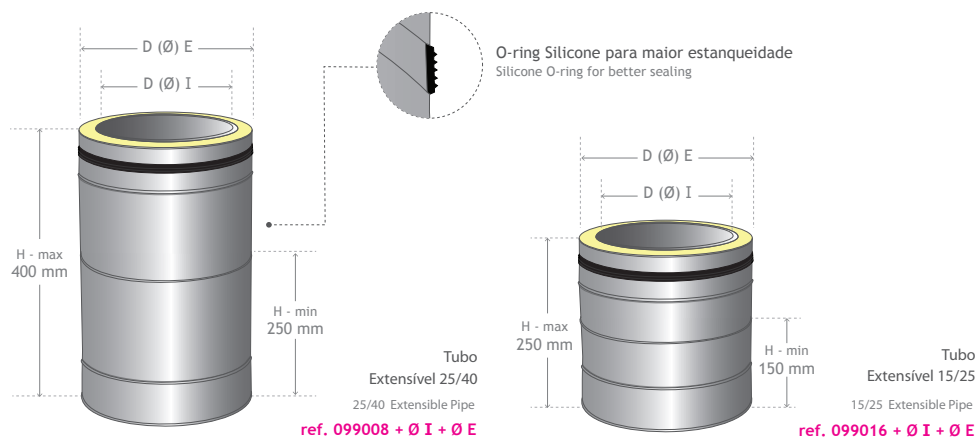 D (Ø) E
D (Ø) I
O-ring Silicone para maior estanqueidade
Silicone O-ring for better sealing
H - max
400 mm
H - min
250 mm
Tubo
Extensível 25/40
25/40 Extensible Pipe
ref. 099008 + Ø I + Ø E
D (Ø) E
D (Ø) I
H - max
250 mm
H - min
150 mm
Tubo
Extensível 15/25
15/25 Extensible Pipe
ref. 099016 + Ø I + Ø E